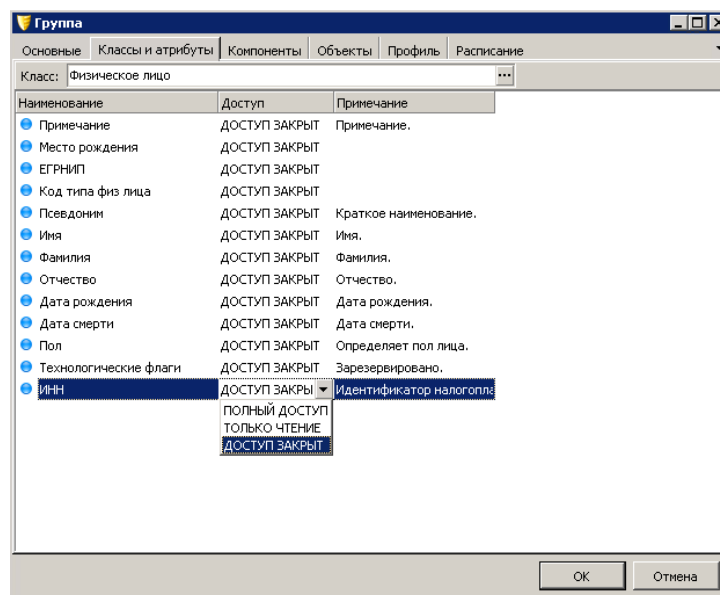 Группа
Основные Классы и атрибуты Компоненты Объекты Профиль Расписание
Класс: Физическое лицо ...
Наименование Доступ Примечание
Примечание ДОСТУП ЗАКРЫТ Примечание.
Место рождения ДОСТУП ЗАКРЫТ
ЕГРНИП ДОСТУП ЗАКРЫТ
Код типа физ лица ДОСТУП ЗАКРЫТ
Псевдоним ДОСТУП ЗАКРЫТ Краткое наименование.
Имя ДОСТУП ЗАКРЫТ Имя.
Фамилия ДОСТУП ЗАКРЫТ Фамилия.
Отчество ДОСТУП ЗАКРЫТ Отчество.
Дата рождения ДОСТУП ЗАКРЫТ Дата рождения.
Дата смерти ДОСТУП ЗАКРЫТ Дата смерти.
Пол ДОСТУП ЗАКРЫТ Определяет пол лица.
Технологические флаги ДОСТУП ЗАКРЫТ Зарезервировано.
ИНН ДОСТУП ЗАКРЫ Идентификатор налогопла
ПОЛНЫЙ ДОСТУП
ТОЛЬКО ЧТЕНИЕ
ДОСТУП ЗАКРЫТ
ОК Отмена